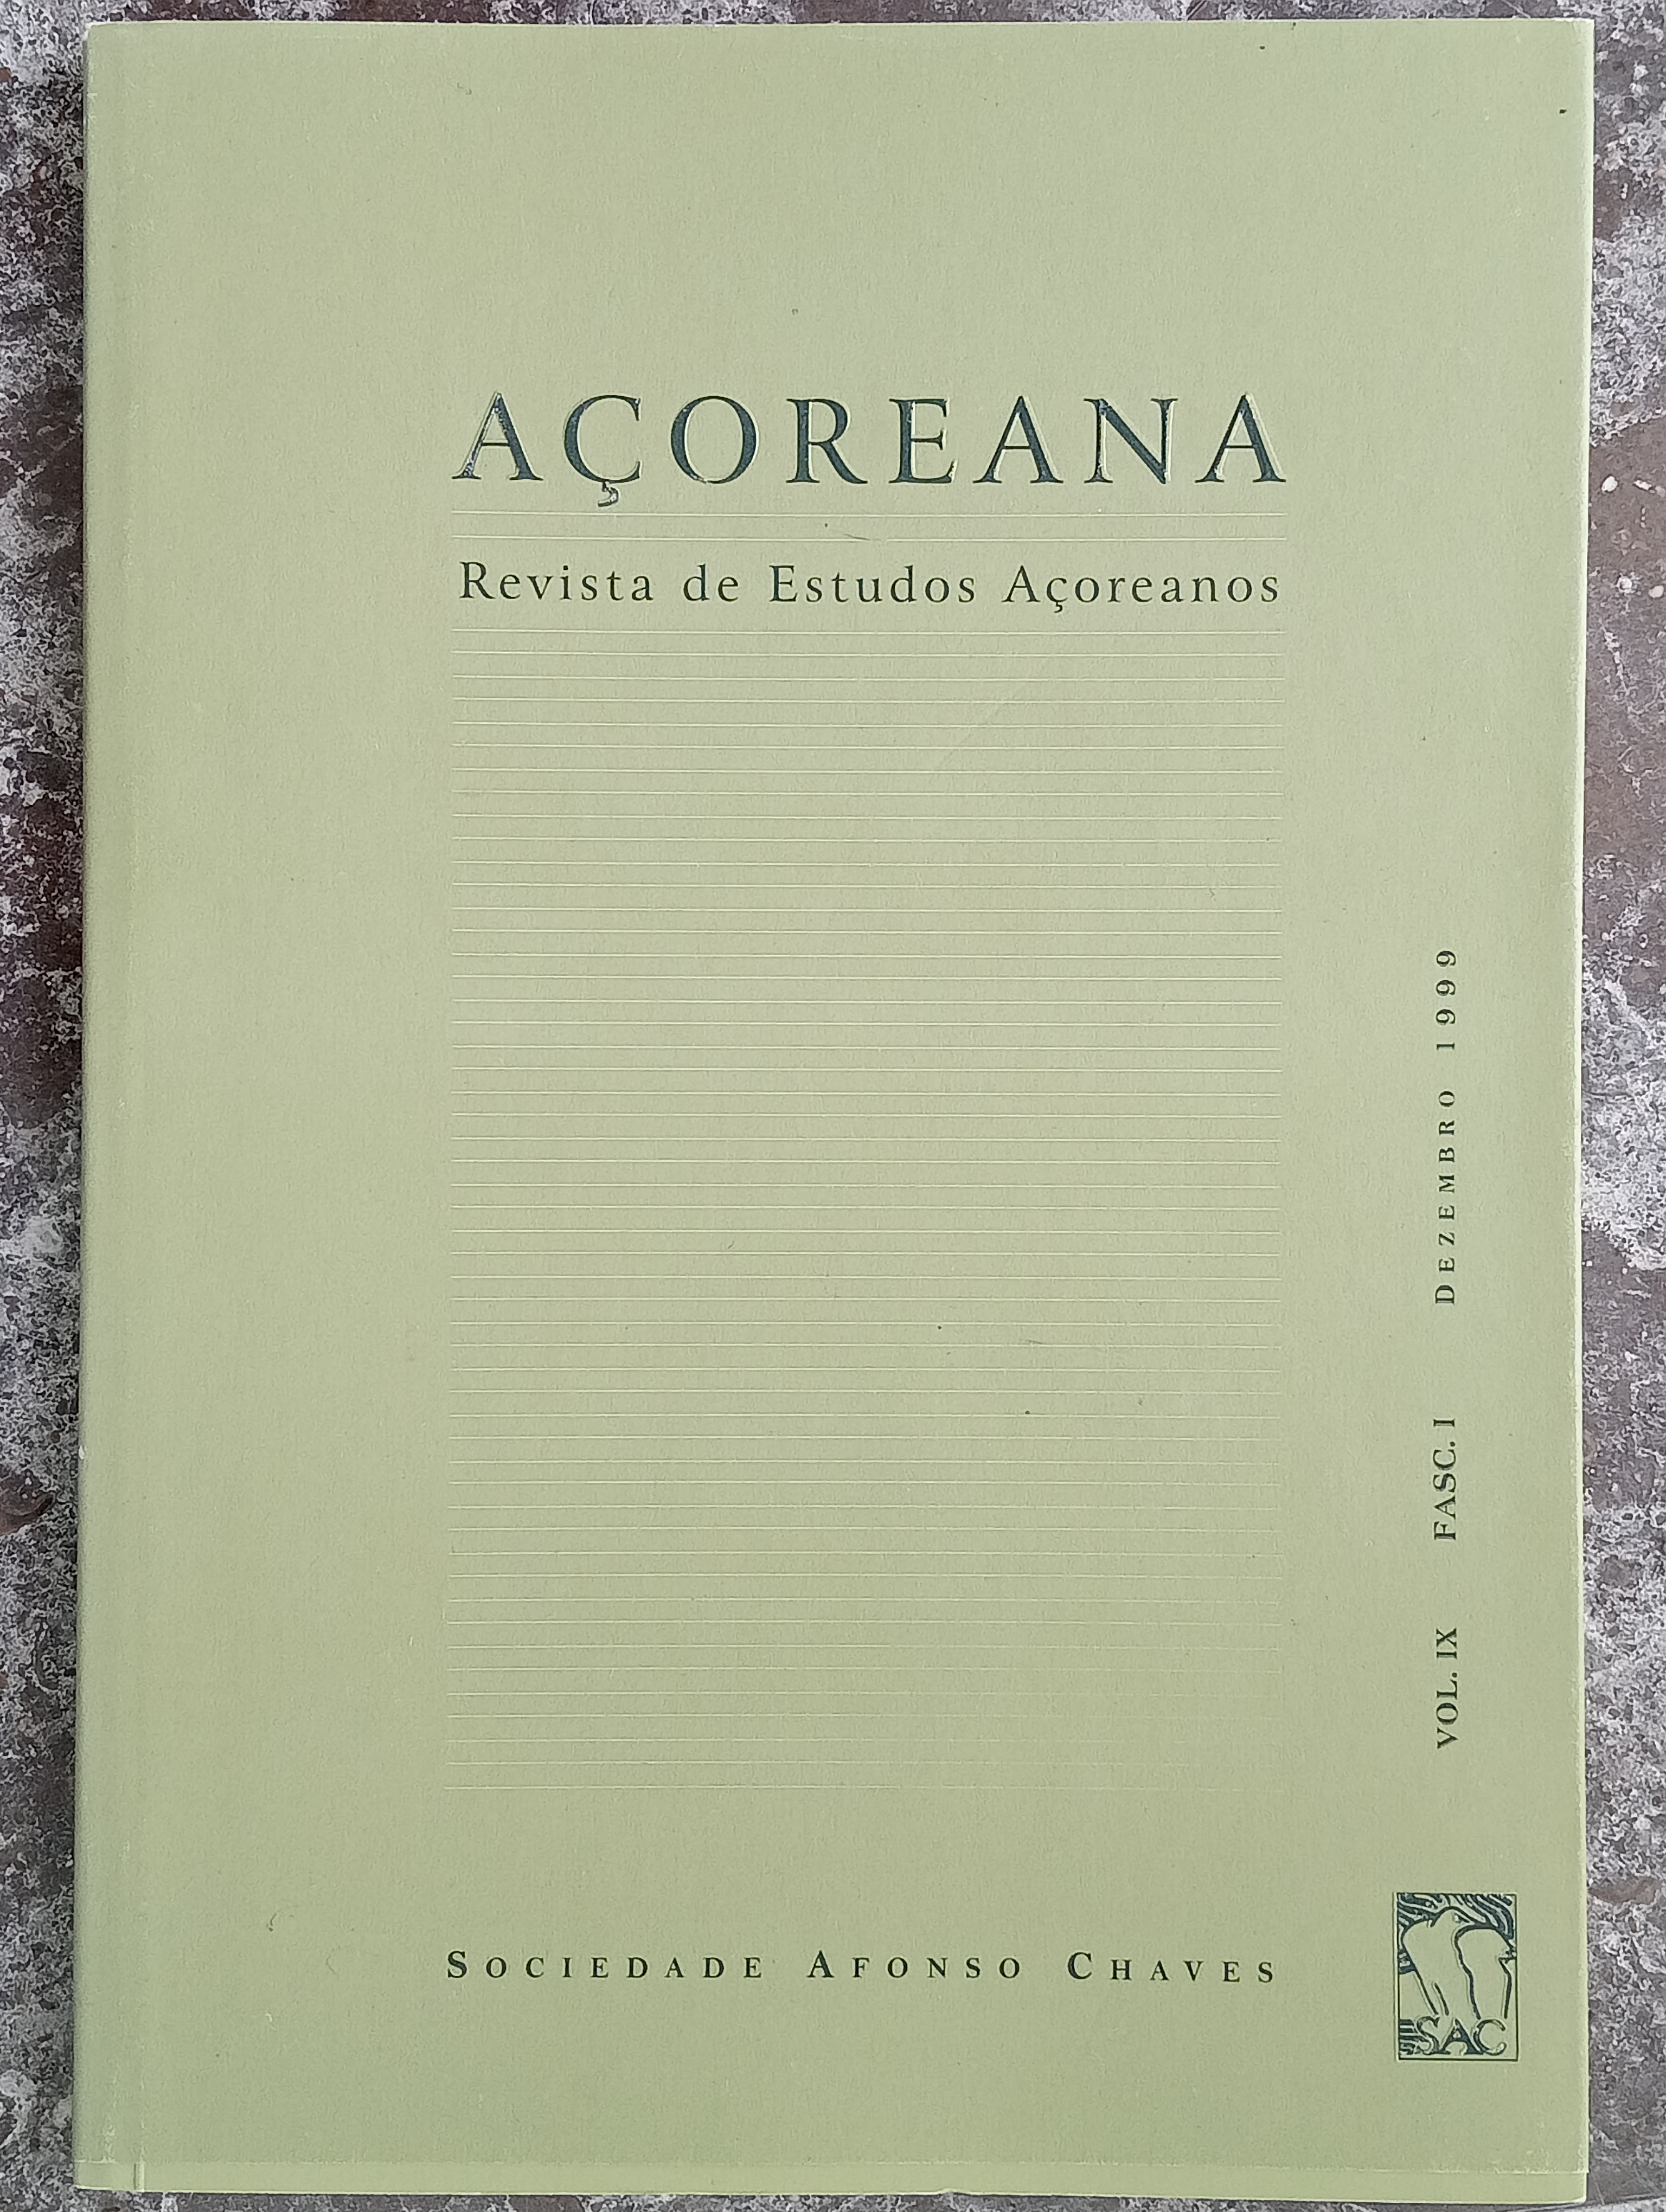 AÇOREANA
Revista de Estudos Açoreanos
VOL. IX FASC. I DEZEMBRO 1999
SOCIEDADE AFONSO CHAVES
SAC